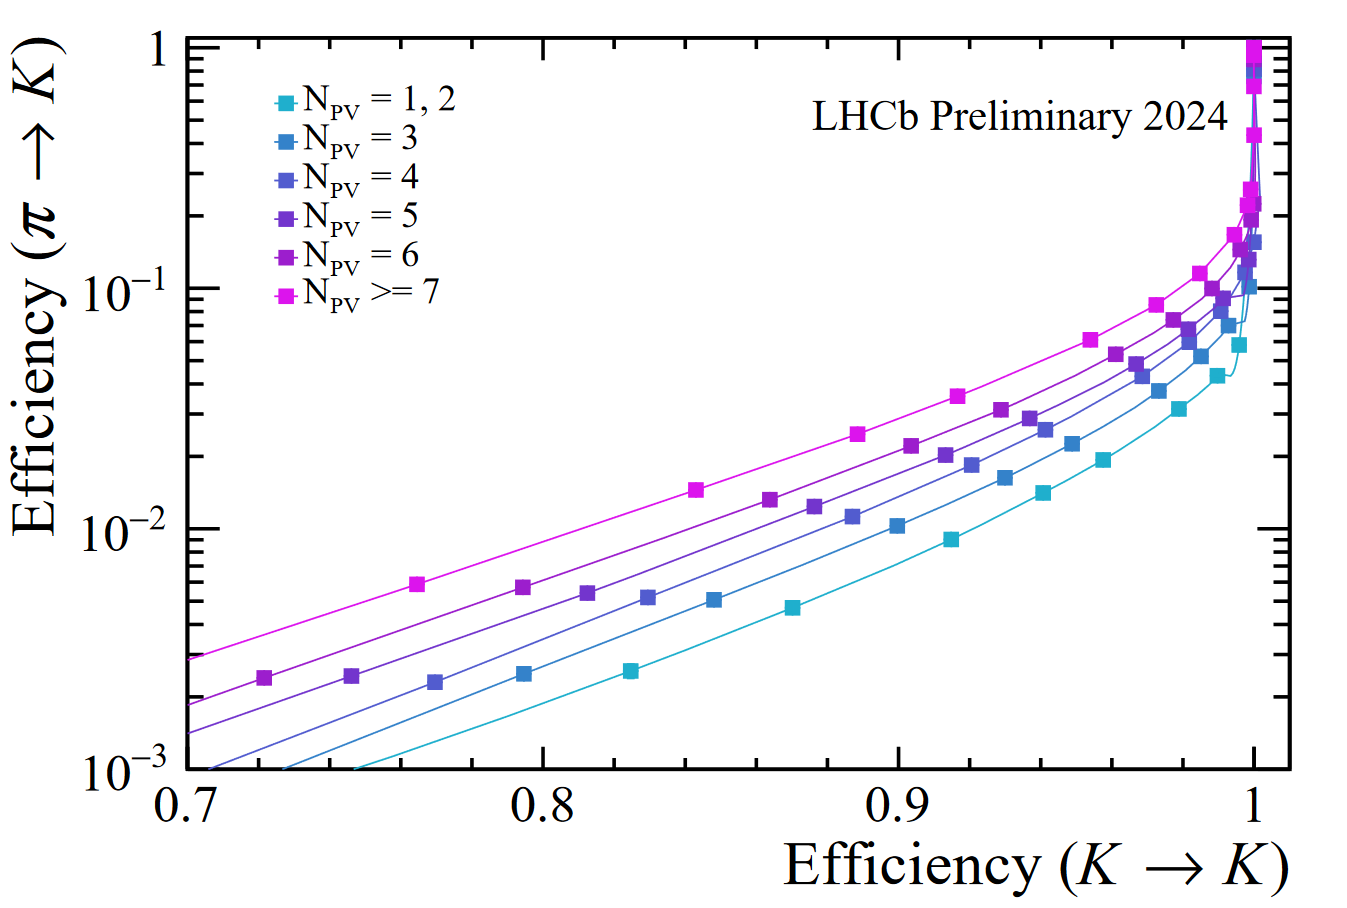 Efficiency (π → K)
1
10⁻¹
10⁻²
10⁻³
N_PV = 1, 2
N_PV = 3
N_PV = 4
N_PV = 5
N_PV = 6
N_PV >= 7
LHCb Preliminary 2024
0.7 0.8 0.9 1
Efficiency (K → K)